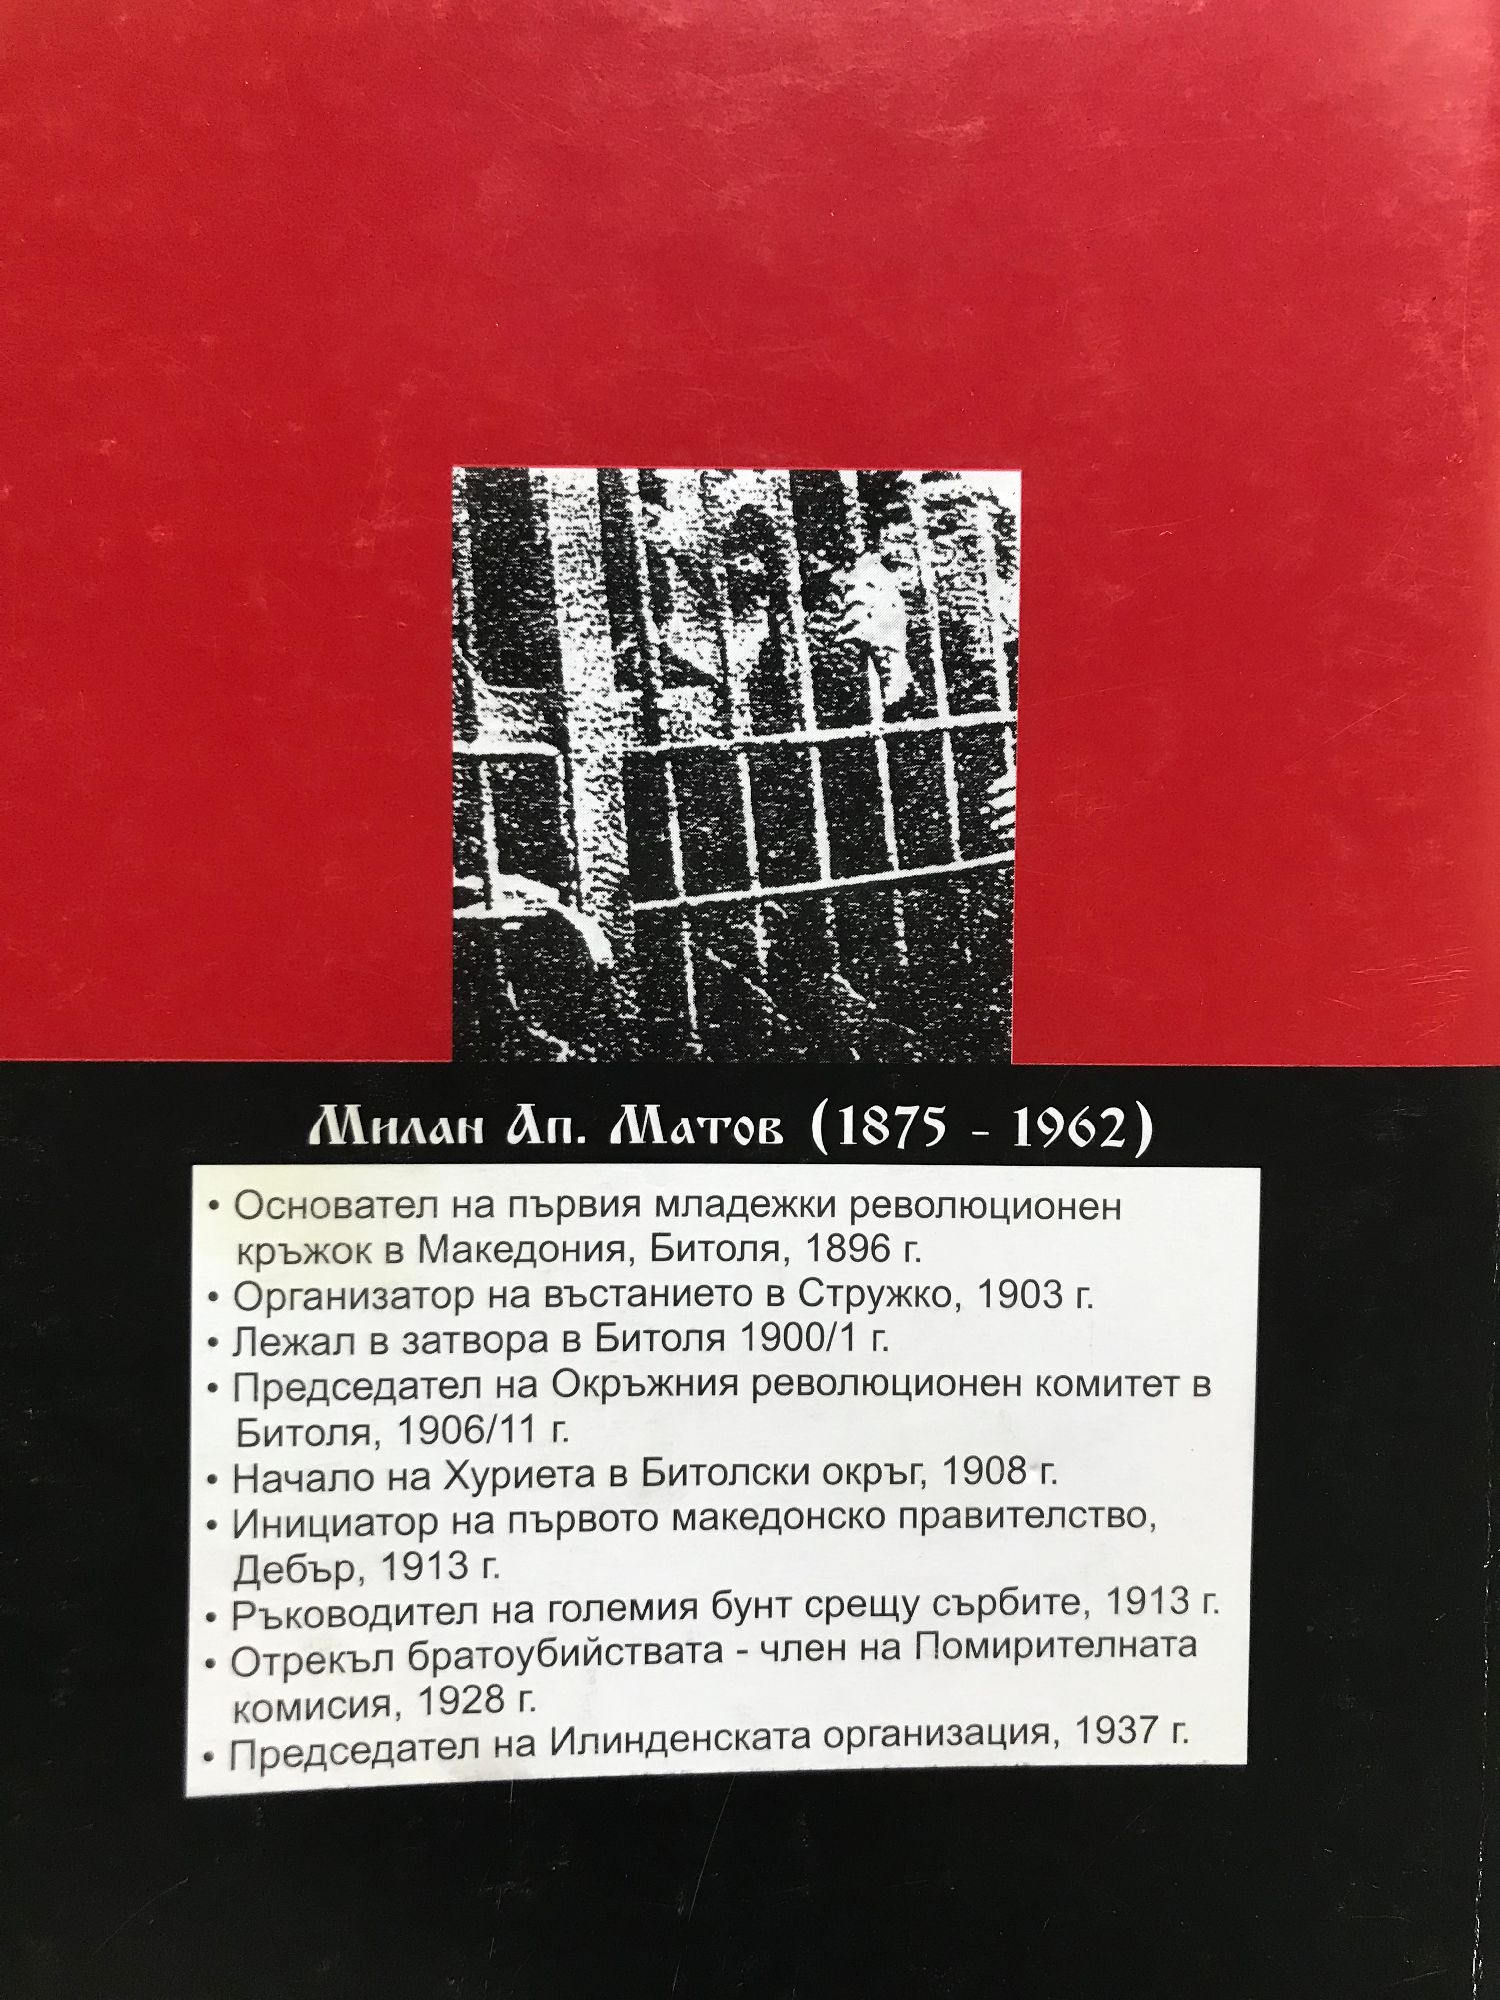 Милан Ап. Матов (1875 - 1962)
• Основател на първия младежки революционен
кръжок в Македония, Битоля, 1896 г.
• Организатор на въстанието в Стружко, 1903 г.
• Лежал в затвора в Битоля 1900/1 г.
• Председател на Окръжния революционен комитет в
Битоля, 1906/11 г.
• Начало на Хуриета в Битолски окръг, 1908 г.
• Инициатор на първото македонско правителство,
Дебър, 1913 г.
• Ръководител на големия бунт срещу сърбите, 1913 г.
• Отрекъл братоубийствата - член на Помирителната
комисия, 1928 г.
• Председател на Илинденската организация, 1937 г.